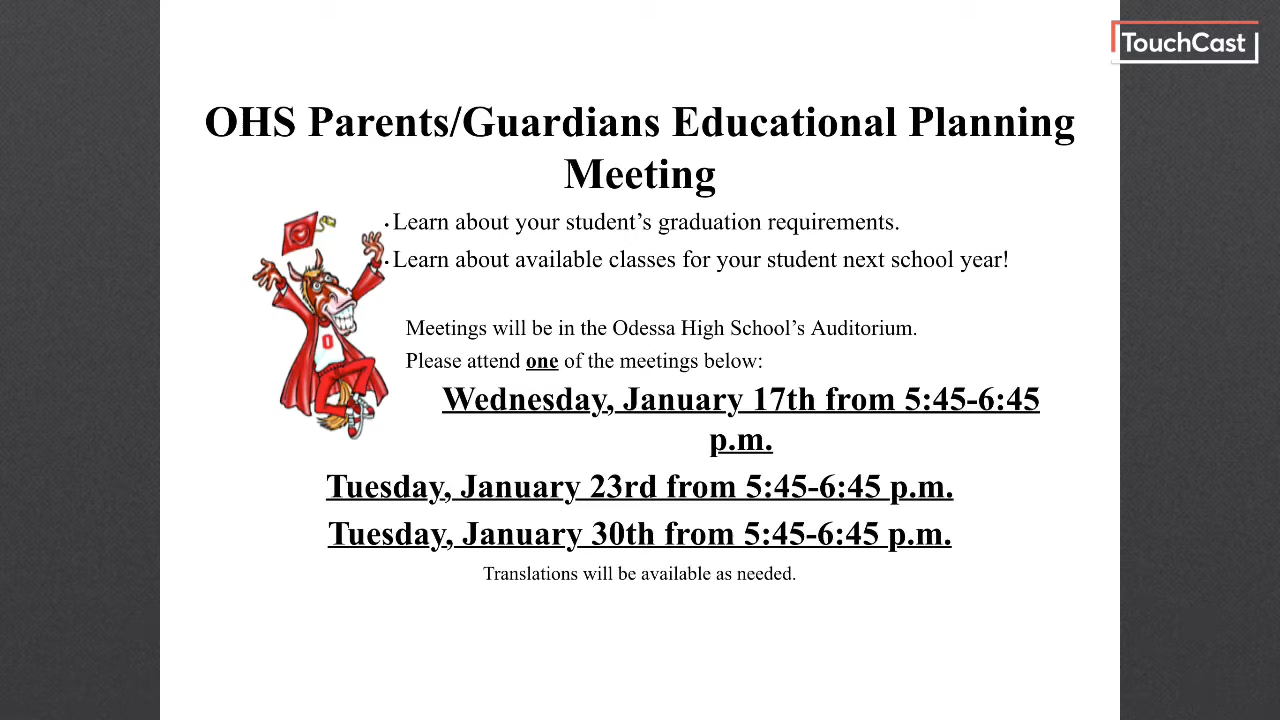 TouchCast
OHS Parents/Guardians Educational Planning
Meeting
• Learn about your student’s graduation requirements.
• Learn about available classes for your student next school year!
Meetings will be in the Odessa High School’s Auditorium.
Please attend one of the meetings below:
Wednesday, January 17th from 5:45-6:45
p.m.
Tuesday, January 23rd from 5:45-6:45 p.m.
Tuesday, January 30th from 5:45-6:45 p.m.
Translations will be available as needed.
O